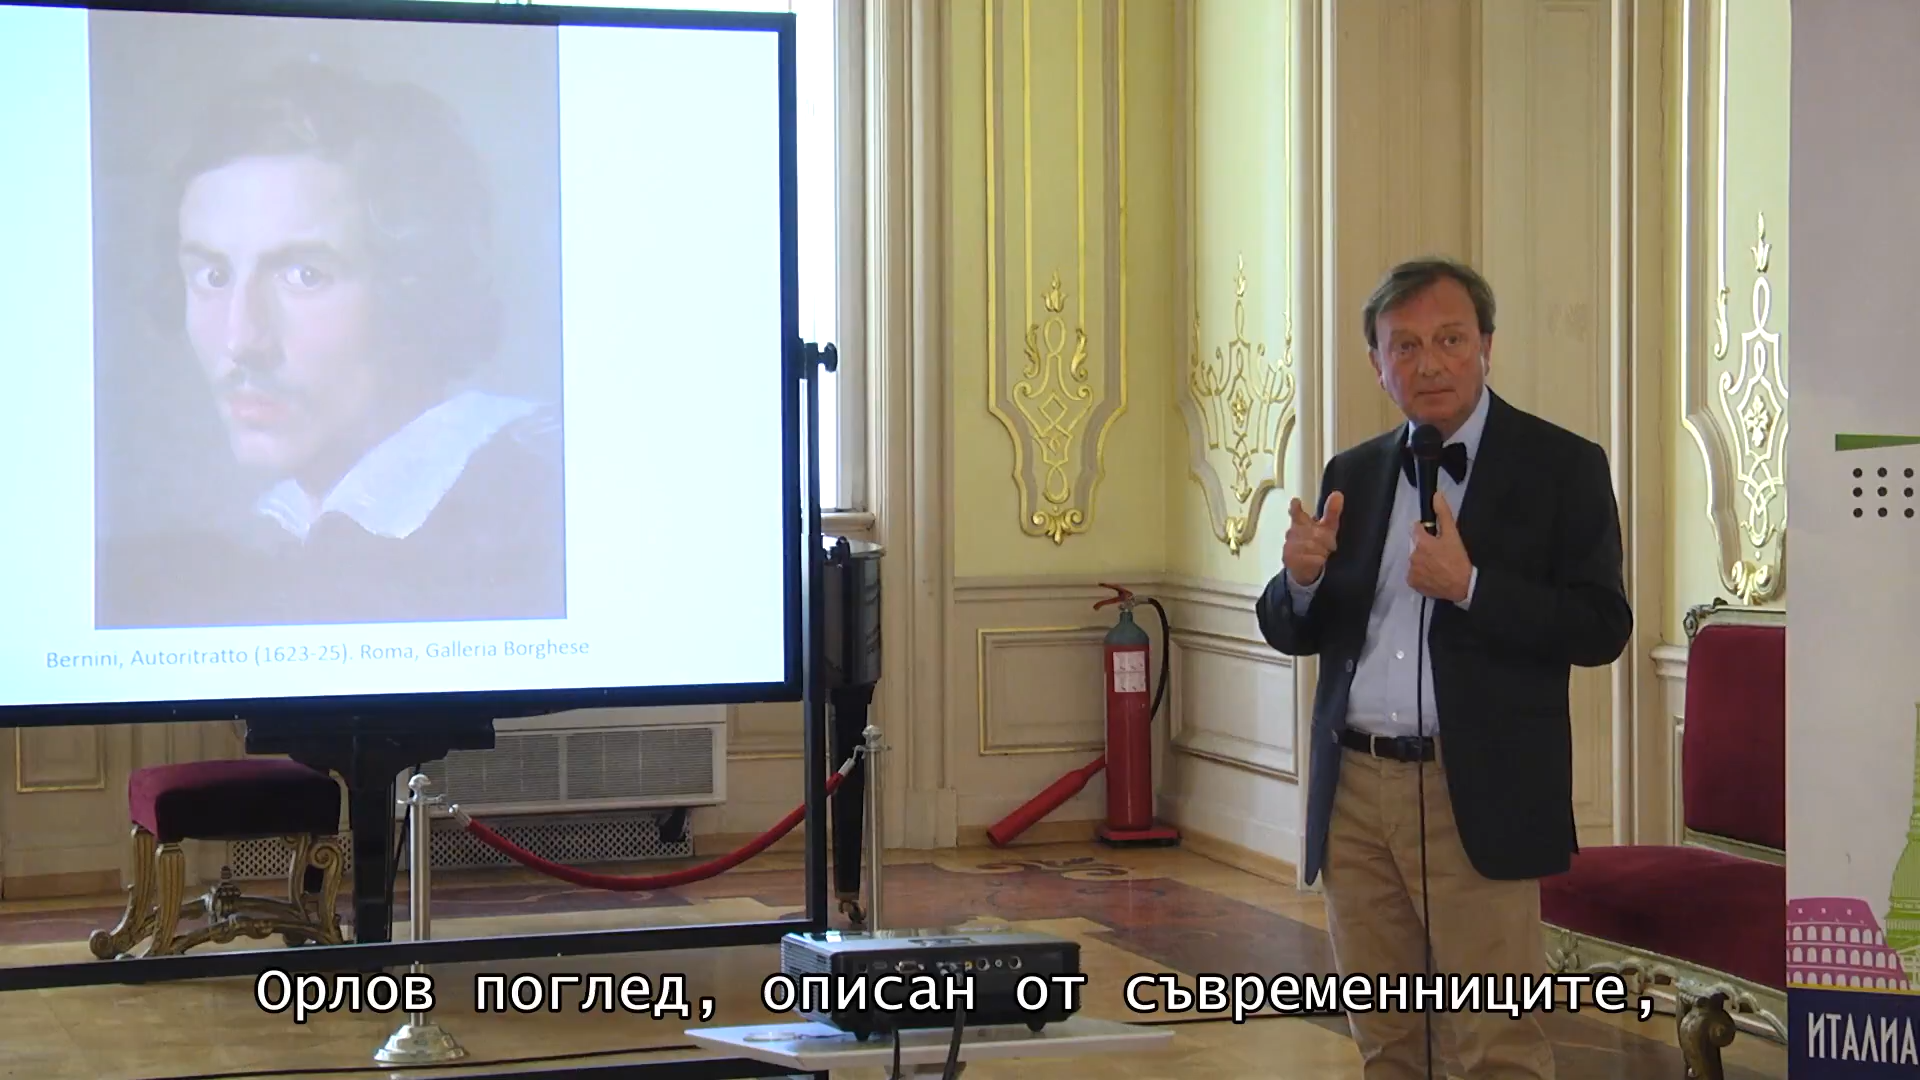 Bernini, Autoritratto (1623-25). Roma, Galleria Borghese
Орлов поглед, описан от съвременниците,
ИТАЛИА